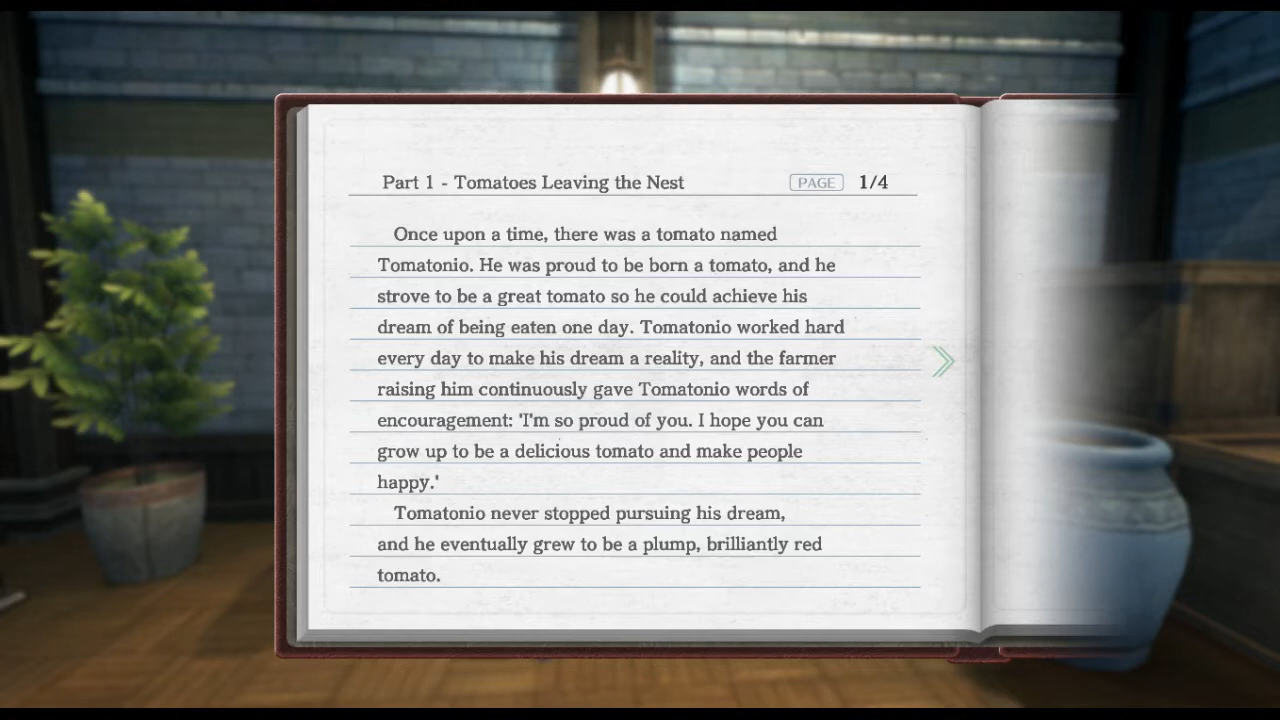 Part 1 - Tomatoes Leaving the Nest PAGE 1/4
Once upon a time, there was a tomato named
Tomatonio. He was proud to be born a tomato, and he
strove to be a great tomato so he could achieve his
dream of being eaten one day. Tomatonio worked hard
every day to make his dream a reality, and the farmer
raising him continuously gave Tomatonio words of
encouragement: 'I'm so proud of you. I hope you can
grow up to be a delicious tomato and make people
happy.'
Tomatonio never stopped pursuing his dream,
and he eventually grew to be a plump, brilliantly red
tomato.